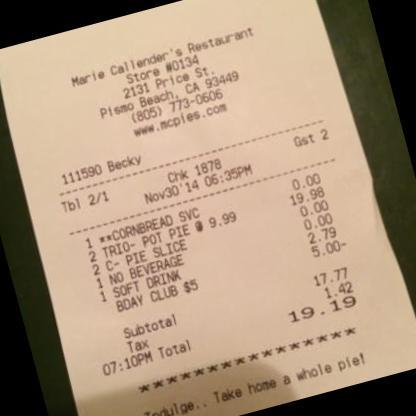 Marie Callender's Restaurant
Store #0134
2131 Price St.
Pismo Beach, CA 93449
(805) 773-0606
www.mcpies.com
111590 Becky
Tbl 2/1 Chk 1878 Gst 2
Nov30'14 06:35PM
1 **CORNBREAD SVC 0.00
2 TRIO- POT PIE @ 9.99 19.98
2 C- PIE SLICE 0.00
1 NO BEVERAGE 0.00
1 SOFT DRINK 2.79
BDAY CLUB $5 5.00-
Subtotal 17.77
Tax 1.42
07:10PM Total 19.19
****************
Indulge.. Take home a whole pie!